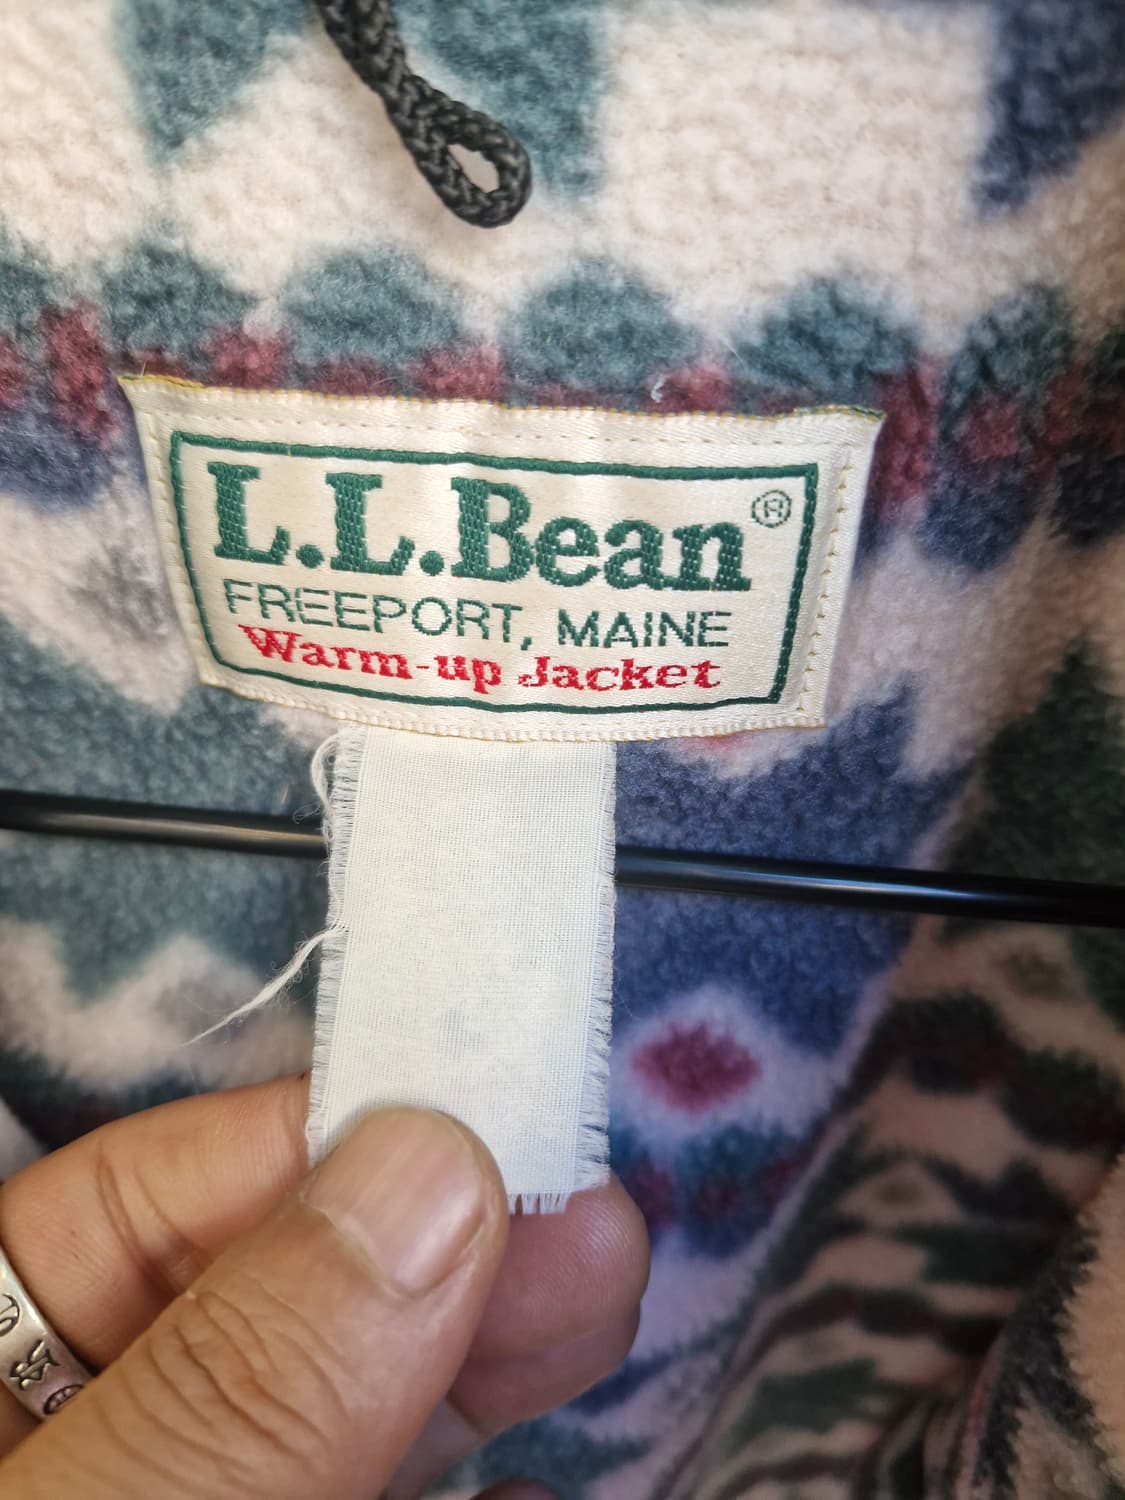 L.L.Bean®
FREEPORT, MAINE
Warm-up Jacket